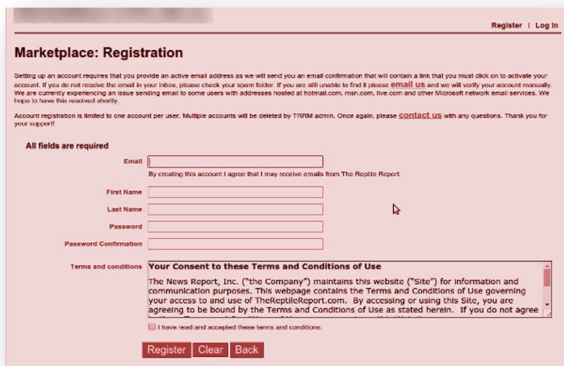 Register | Log In
Marketplace: Registration
Setting up an account requires that you provide an active email address as we will send you an email confirmation that will contain a link that you must click on to activate your
account. If you do not receive the email in your inbox, please check your spam folder. If you are still unable to find it please email us and we will verify your account manually.
We are currently experiencing an issue sending email to some users with addresses hosted at hotmail.com, msn.com, live.com and other Microsoft network email services. We
hope to have this resolved shortly.
Account registration is limited to one account per user. Multiple accounts will be deleted by TRRM admin. Once again, please contact us with any questions. Thank you for
your support!
All fields are required
Email
By creating this account I agree that I may receive emails from The Reptile Report.
First Name
Last Name
Password
Password Confirmation
Terms and conditions
Your Consent to these Terms and Conditions of Use
The News Report, Inc. ("the Company") maintains this website ("Site") for information and
communication purposes. This webpage contains the Terms and Conditions of Use governing
your access to and use of TheReptileReport.com. By accessing or using this Site, you are
agreeing to be bound by the Terms and Conditions of Use as stated herein. If you do not agree
I have read and accepted these terms and conditions.
Register Clear Back